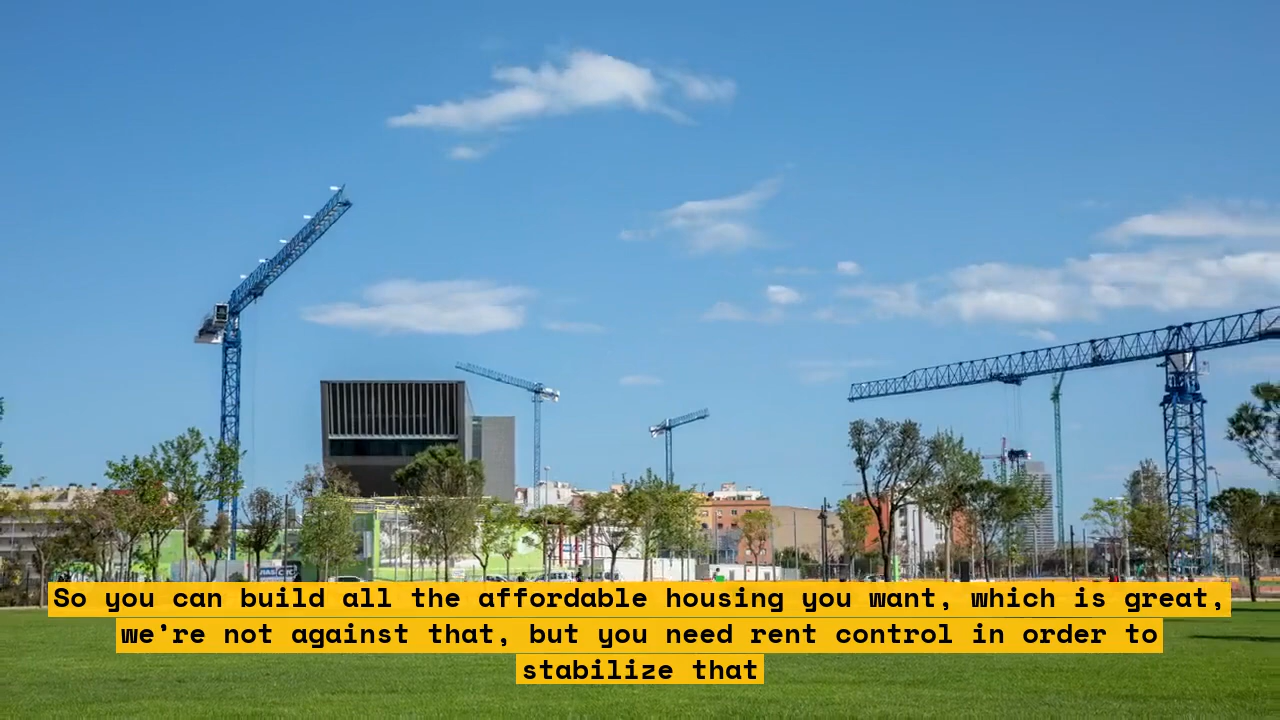 So you can build all the affordable housing you want, which is great,
we're not against that, but you need rent control in order to
stabilize that